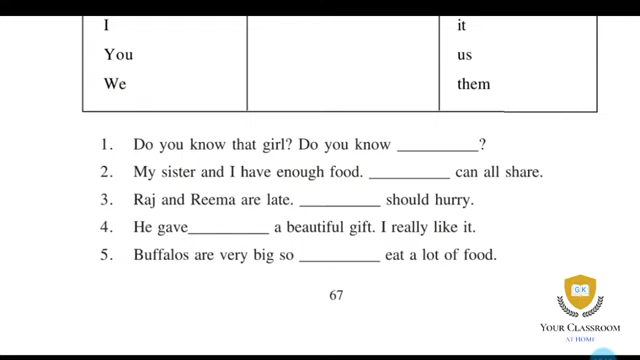 I it
You us
We them
1. Do you know that girl? Do you know __________?
2. My sister and I have enough food. __________ can all share.
3. Raj and Reema are late. __________ should hurry.
4. He gave__________ a beautiful gift. I really like it.
5. Buffalos are very big so __________ eat a lot of food.
67
G K
YOUR CLASSROOM
AT HOME